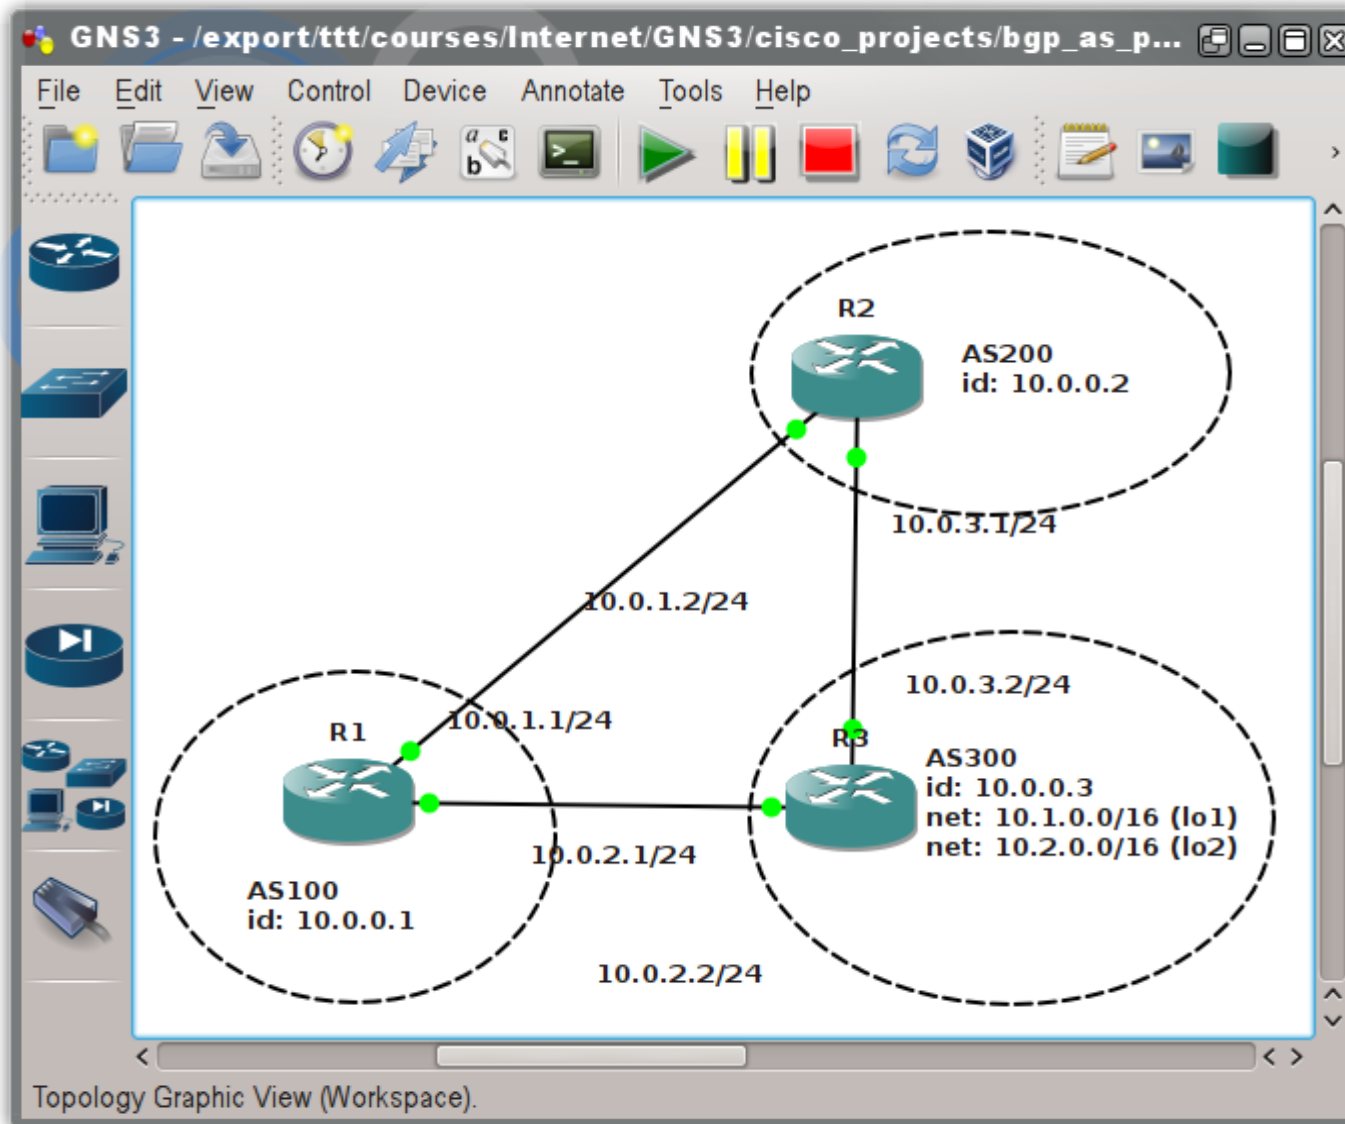 GNS3 - /export/ttt/courses/Internet/GNS3/cisco_projects/bgp_as_p...
File Edit View Control Device Annotate Tools Help
a c
b
>_
R2
AS200
id: 10.0.0.2
10.0.3.1/24
10.0.1.2/24
10.0.3.2/24
10.0.1.1/24
R1
R3
AS300
id: 10.0.0.3
net: 10.1.0.0/16 (lo1)
net: 10.2.0.0/16 (lo2)
10.0.2.1/24
AS100
id: 10.0.0.1
10.0.2.2/24
Topology Graphic View (Workspace).